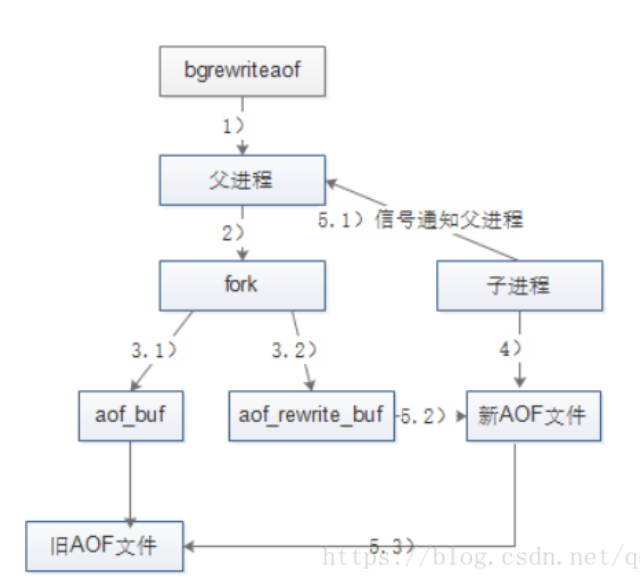 bgrewriteaof
1)
父进程
5.1) 信号通知父进程
2)
fork
子进程
3.1)
3.2)
4)
aof_buf
aof_rewrite_buf
5.2)
新AOF文件
旧AOF文件
5.3)
https://blog.csdn.net/q